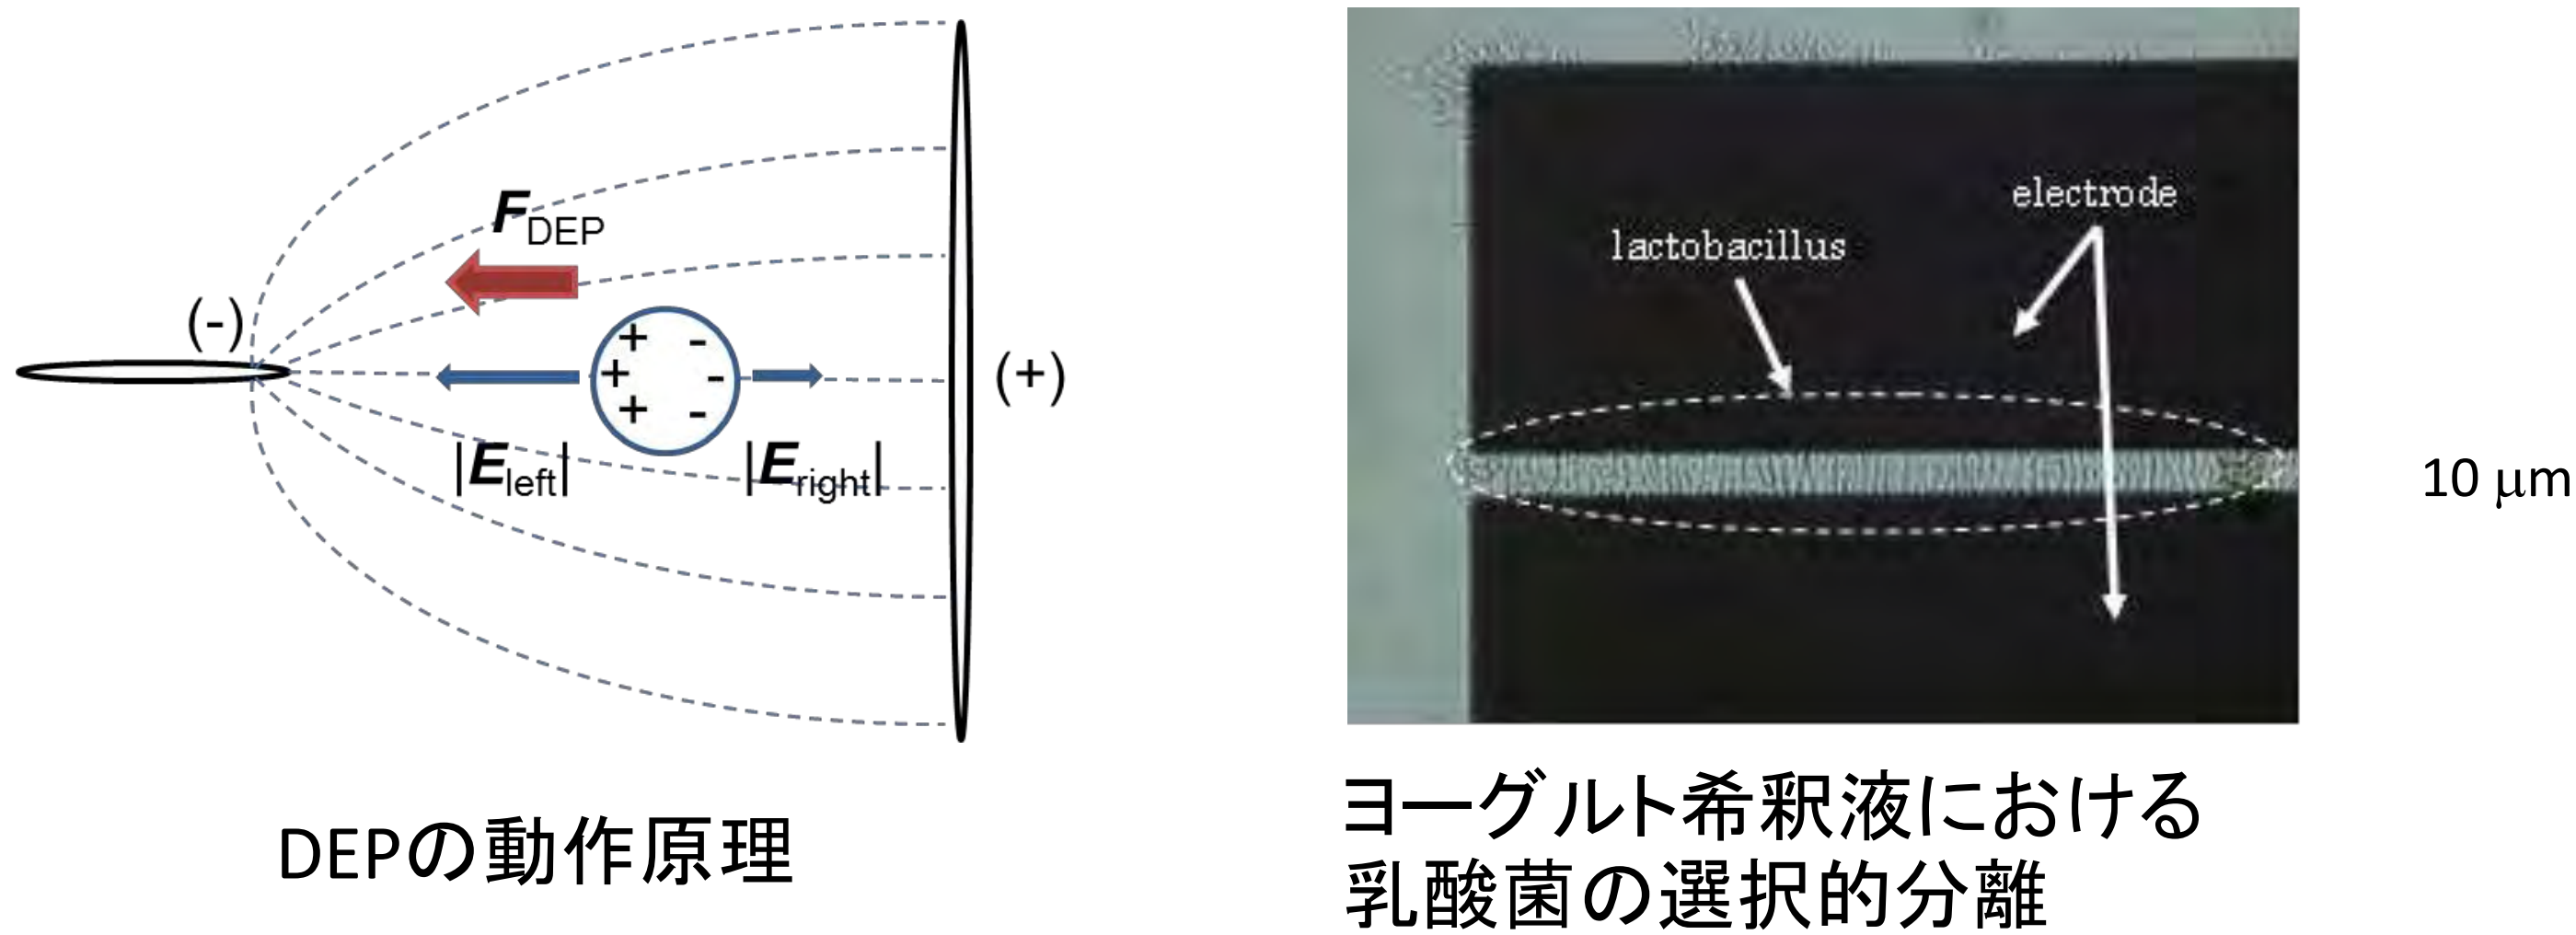 F_DEP
(-)
(+)
+ -
+ -
+ -
|E_left|
|E_right|
DEPの動作原理
electrode
lactobacillus
10 μm
ヨーグルト希釈液における
乳酸菌の選択的分離